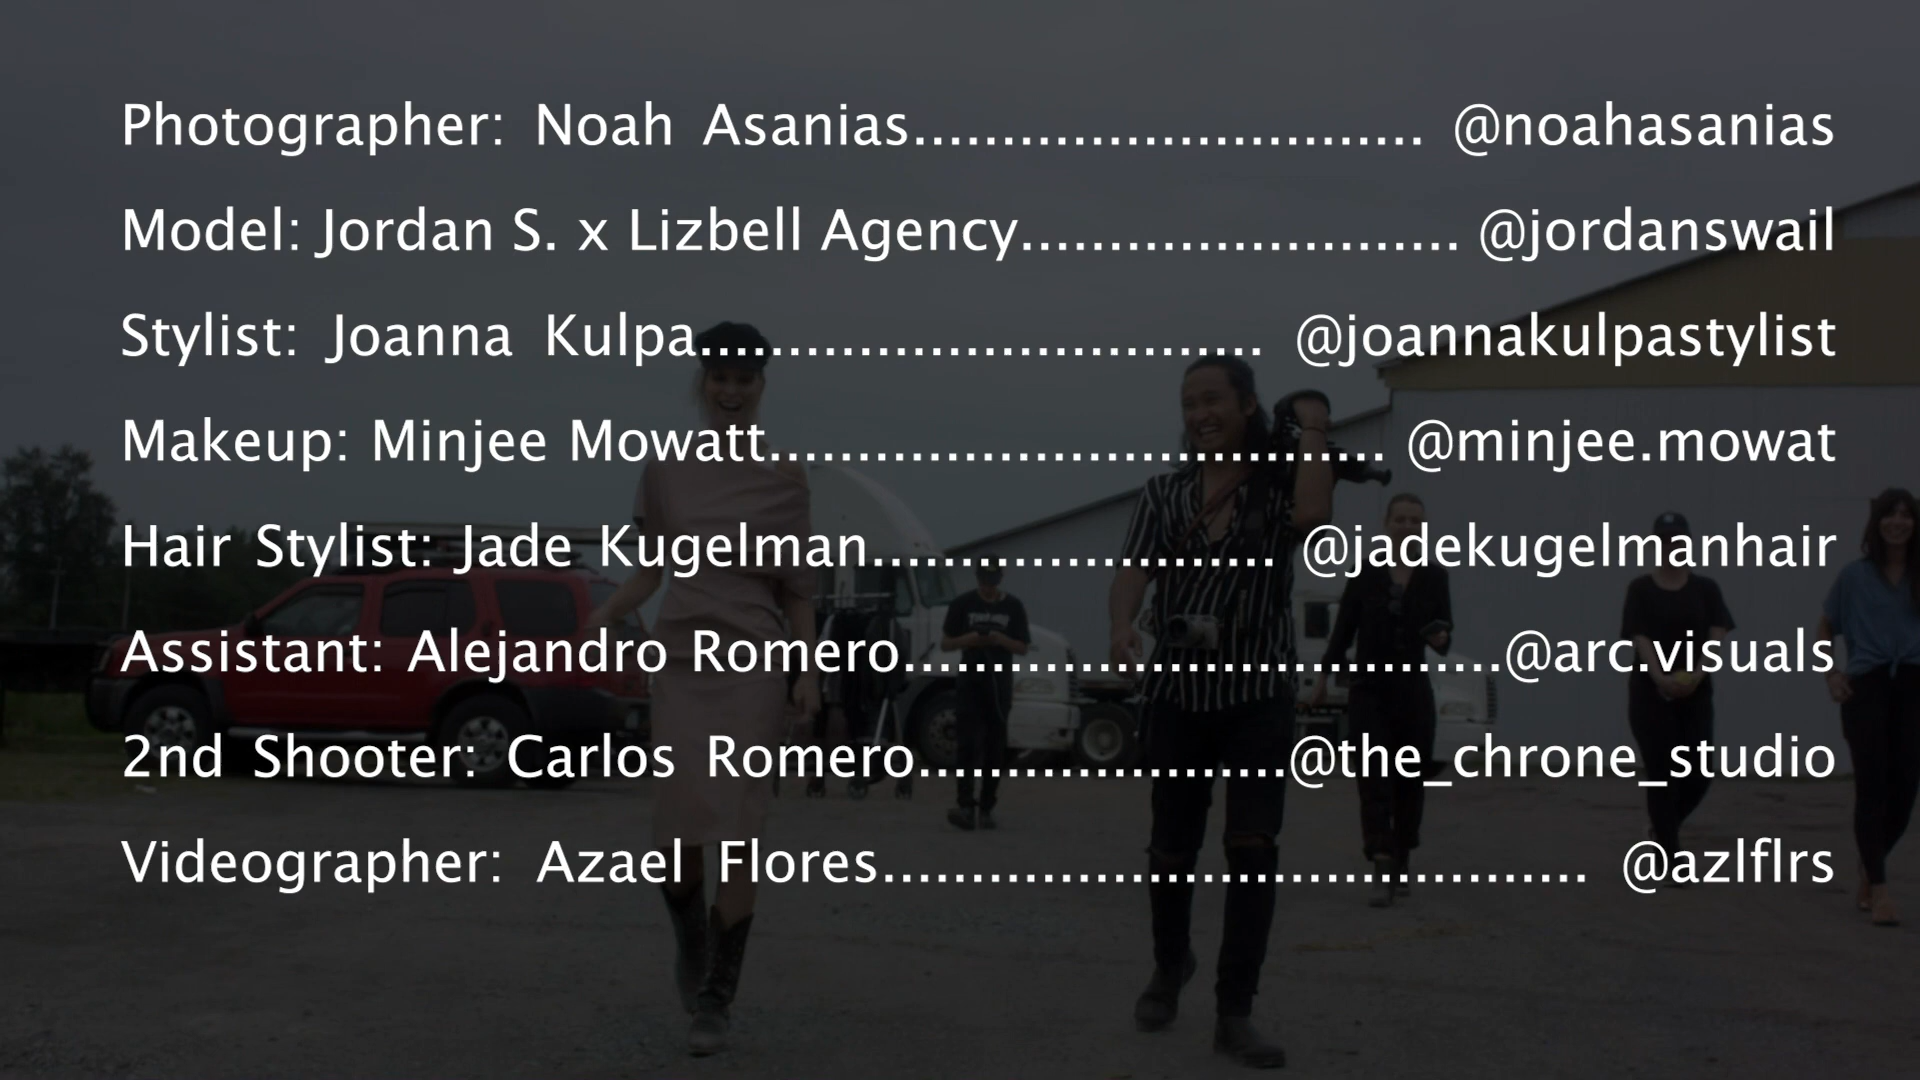 Photographer: Noah Asanias............................. @noahasanias
Model: Jordan S. x Lizbell Agency......................... @jordanswail
Stylist: Joanna Kulpa................................ @joannakulpastylist
Makeup: Minjee Mowatt................................... @minjee.mowat
Hair Stylist: Jade Kugelman....................... @jadekugelmanhair
Assistant: Alejandro Romero..................................@arc.visuals
2nd Shooter: Carlos Romero.....................@the_chrone_studio
Videographer: Azael Flores........................................ @azlflrs